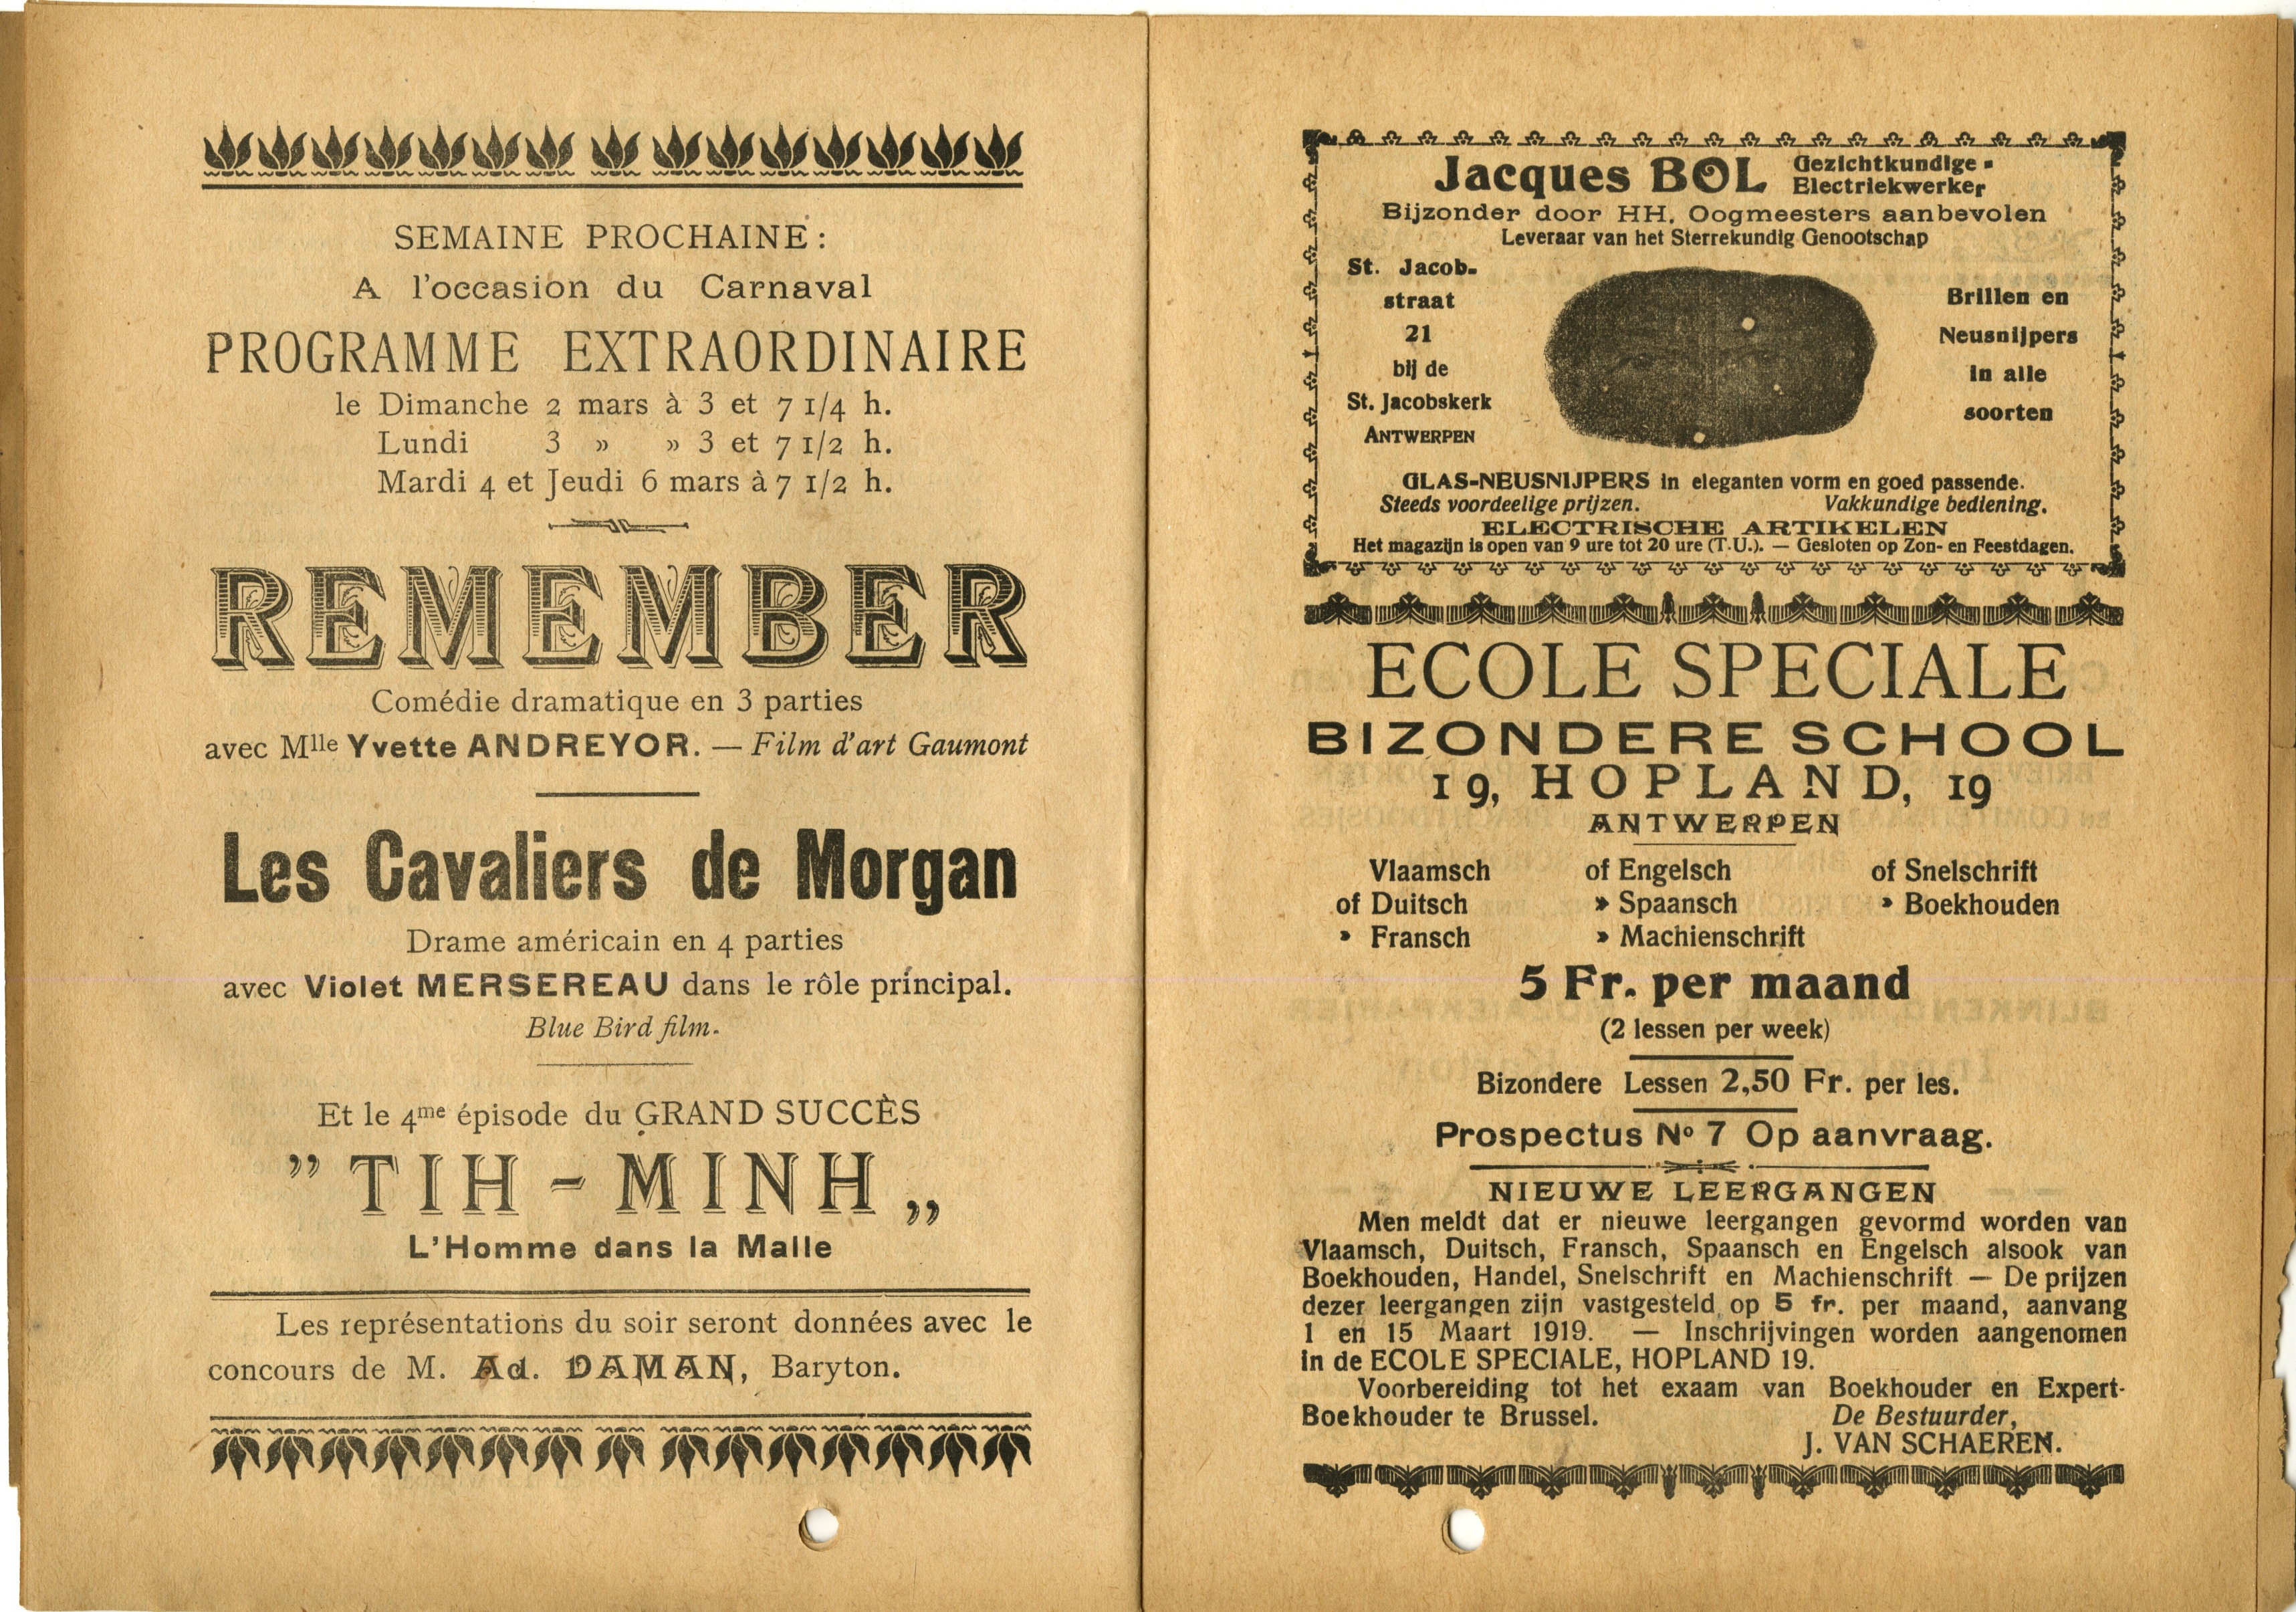 SEMAINE PROCHAINE :
A l'occasion du Carnaval
PROGRAMME EXTRAORDINAIRE
le Dimanche 2 mars à 3 et 7 1/4 h.
Lundi 3 » » 3 et 7 1/2 h.
Mardi 4 et Jeudi 6 mars à 7 1/2 h.
REMEMBER
Comédie dramatique en 3 parties
avec Mlle Yvette ANDREYOR. — Film d'art Gaumont
Les Cavaliers de Morgan
Drame américain en 4 parties
avec Violet MERSEREAU dans le rôle principal.
Blue Bird film.
Et le 4me épisode du GRAND SUCCÈS
" TIH - MINH „
L'Homme dans la Malle
Les représentations du soir seront données avec le
concours de M. Ad. DAMAN, Baryton.
Jacques BOL Gezichtkundige -
Electriekwerker
Bijzonder door HH. Oogmeesters aanbevolen
Leveraar van het Sterrekundig Genootschap
St. Jacob-
straat
21
bij de
St. Jacobskerk
ANTWERPEN
Brillen en
Neusnijpers
in alle
soorten
GLAS-NEUSNIJPERS in eleganten vorm en goed passende.
Steeds voordeelige prijzen. Vakkundige bediening.
ELECTRISCHE ARTIKELEN
Het magazijn is open van 9 ure tot 20 ure (T.U.). — Gesloten op Zon- en Feestdagen.
ECOLE SPECIALE
BIZONDERE SCHOOL
19, HOPLAND, 19
ANTWERPEN
Vlaamsch of Engelsch of Snelschrift
of Duitsch » Spaansch » Boekhouden
» Fransch » Machienschrift
5 Fr. per maand
(2 lessen per week)
Bizondere Lessen 2,50 Fr. per les.
Prospectus No 7 Op aanvraag.
NIEUWE LEERGANGEN
Men meldt dat er nieuwe leergangen gevormd worden van
Vlaamsch, Duitsch, Fransch, Spaansch en Engelsch alsook van
Boekhouden, Handel, Snelschrift en Machienschrift — De prijzen
dezer leergangen zijn vastgesteld op 5 fr. per maand, aanvang
1 en 15 Maart 1919. — Inschrijvingen worden aangenomen
in de ECOLE SPECIALE, HOPLAND 19.
Voorbereiding tot het exaam van Boekhouder en Expert-
Boekhouder te Brussel. De Bestuurder,
J. VAN SCHAEREN.